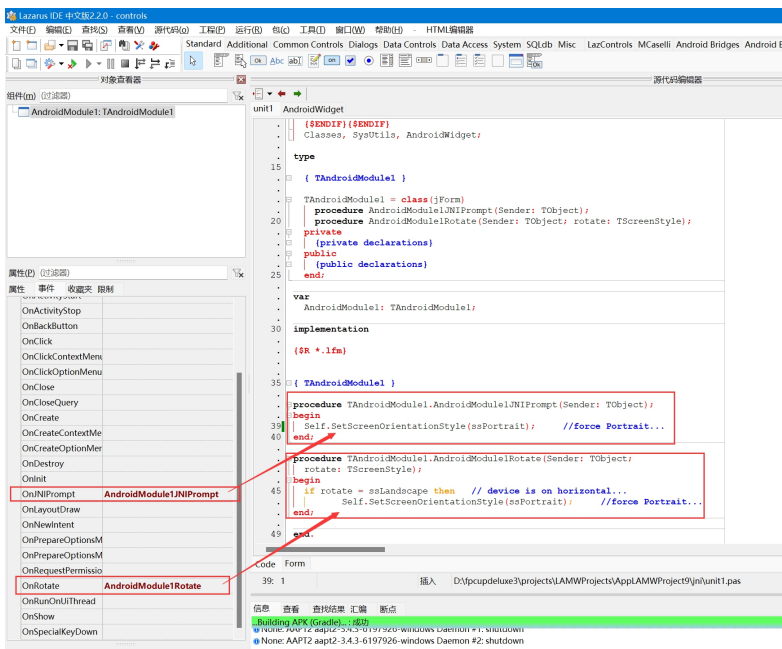 Lazarus IDE 中文版2.2.0 - controls
文件(F) 编辑(E) 查找(S) 查看(V) 源代码(o) 工程(P) 运行(R) 包(c) 工具(T) 窗口(W) 帮助(H) - HTML编辑器
Standard Additional Common Controls Dialogs Data Controls Data Access System SQLdb Misc LazControls MCaselli Android Bridges Android
对象查看器
组件(m) (过滤器)
AndroidModule1: TAndroidModule1
属性(P) (过滤器)
属性 事件 收藏夹 限制
OnActivityStop
OnBackButton
OnClick
OnClickContextMenu
OnClickOptionMenu
OnClose
OnCloseQuery
OnCreate
OnCreateContextMe
OnCreateOptionMer
OnDestroy
OnInit
OnJNIPrompt AndroidModule1JNIPrompt
OnLayoutDraw
OnNewIntent
OnPrepareOptionsM
OnPrepareOptionsM
OnRequestPermissio
OnRotate AndroidModule1Rotate
OnRunOnUiThread
OnShow
OnSpecialKeyDown
源代码编辑器
unit1 AndroidWidget
{$ENDIF}{$ENDIF}
Classes, SysUtils, AndroidWidget;
type
15
{ TAndroidModule1 }
TAndroidModule1 = class(jForm)
procedure AndroidModule1JNIPrompt(Sender: TObject);
20 procedure AndroidModule1Rotate(Sender: TObject; rotate: TScreenStyle);
private
{private declarations}
public
{public declarations}
25 end;
var
AndroidModule1: TAndroidModule1;
30 implementation
{$R *.lfm}
35 { TAndroidModule1 }
procedure TAndroidModule1.AndroidModule1JNIPrompt(Sender: TObject);
begin
39 Self.SetScreenOrientationStyle(ssPortrait); //force Portrait...
40 end;
procedure TAndroidModule1.AndroidModule1Rotate(Sender: TObject;
rotate: TScreenStyle);
begin
45 if rotate = ssLandscape then // device is on horizontal...
Self.SetScreenOrientationStyle(ssPortrait); //force Portrait...
end;
49 end.
Code Form
39: 1 插入 D:\fpcupdeluxe3\projects\LAMWProjects\AppLAMWProject9\jni\unit1.pas
信息 查看 查找结果 汇编 断点
..Building APK (Gradle)... : 成功
None: AAPT2 aapt2-3.4.3-6197926-windows Daemon #1: shutdown
None: AAPT2 aapt2-3.4.3-6197926-windows Daemon #2: shutdown